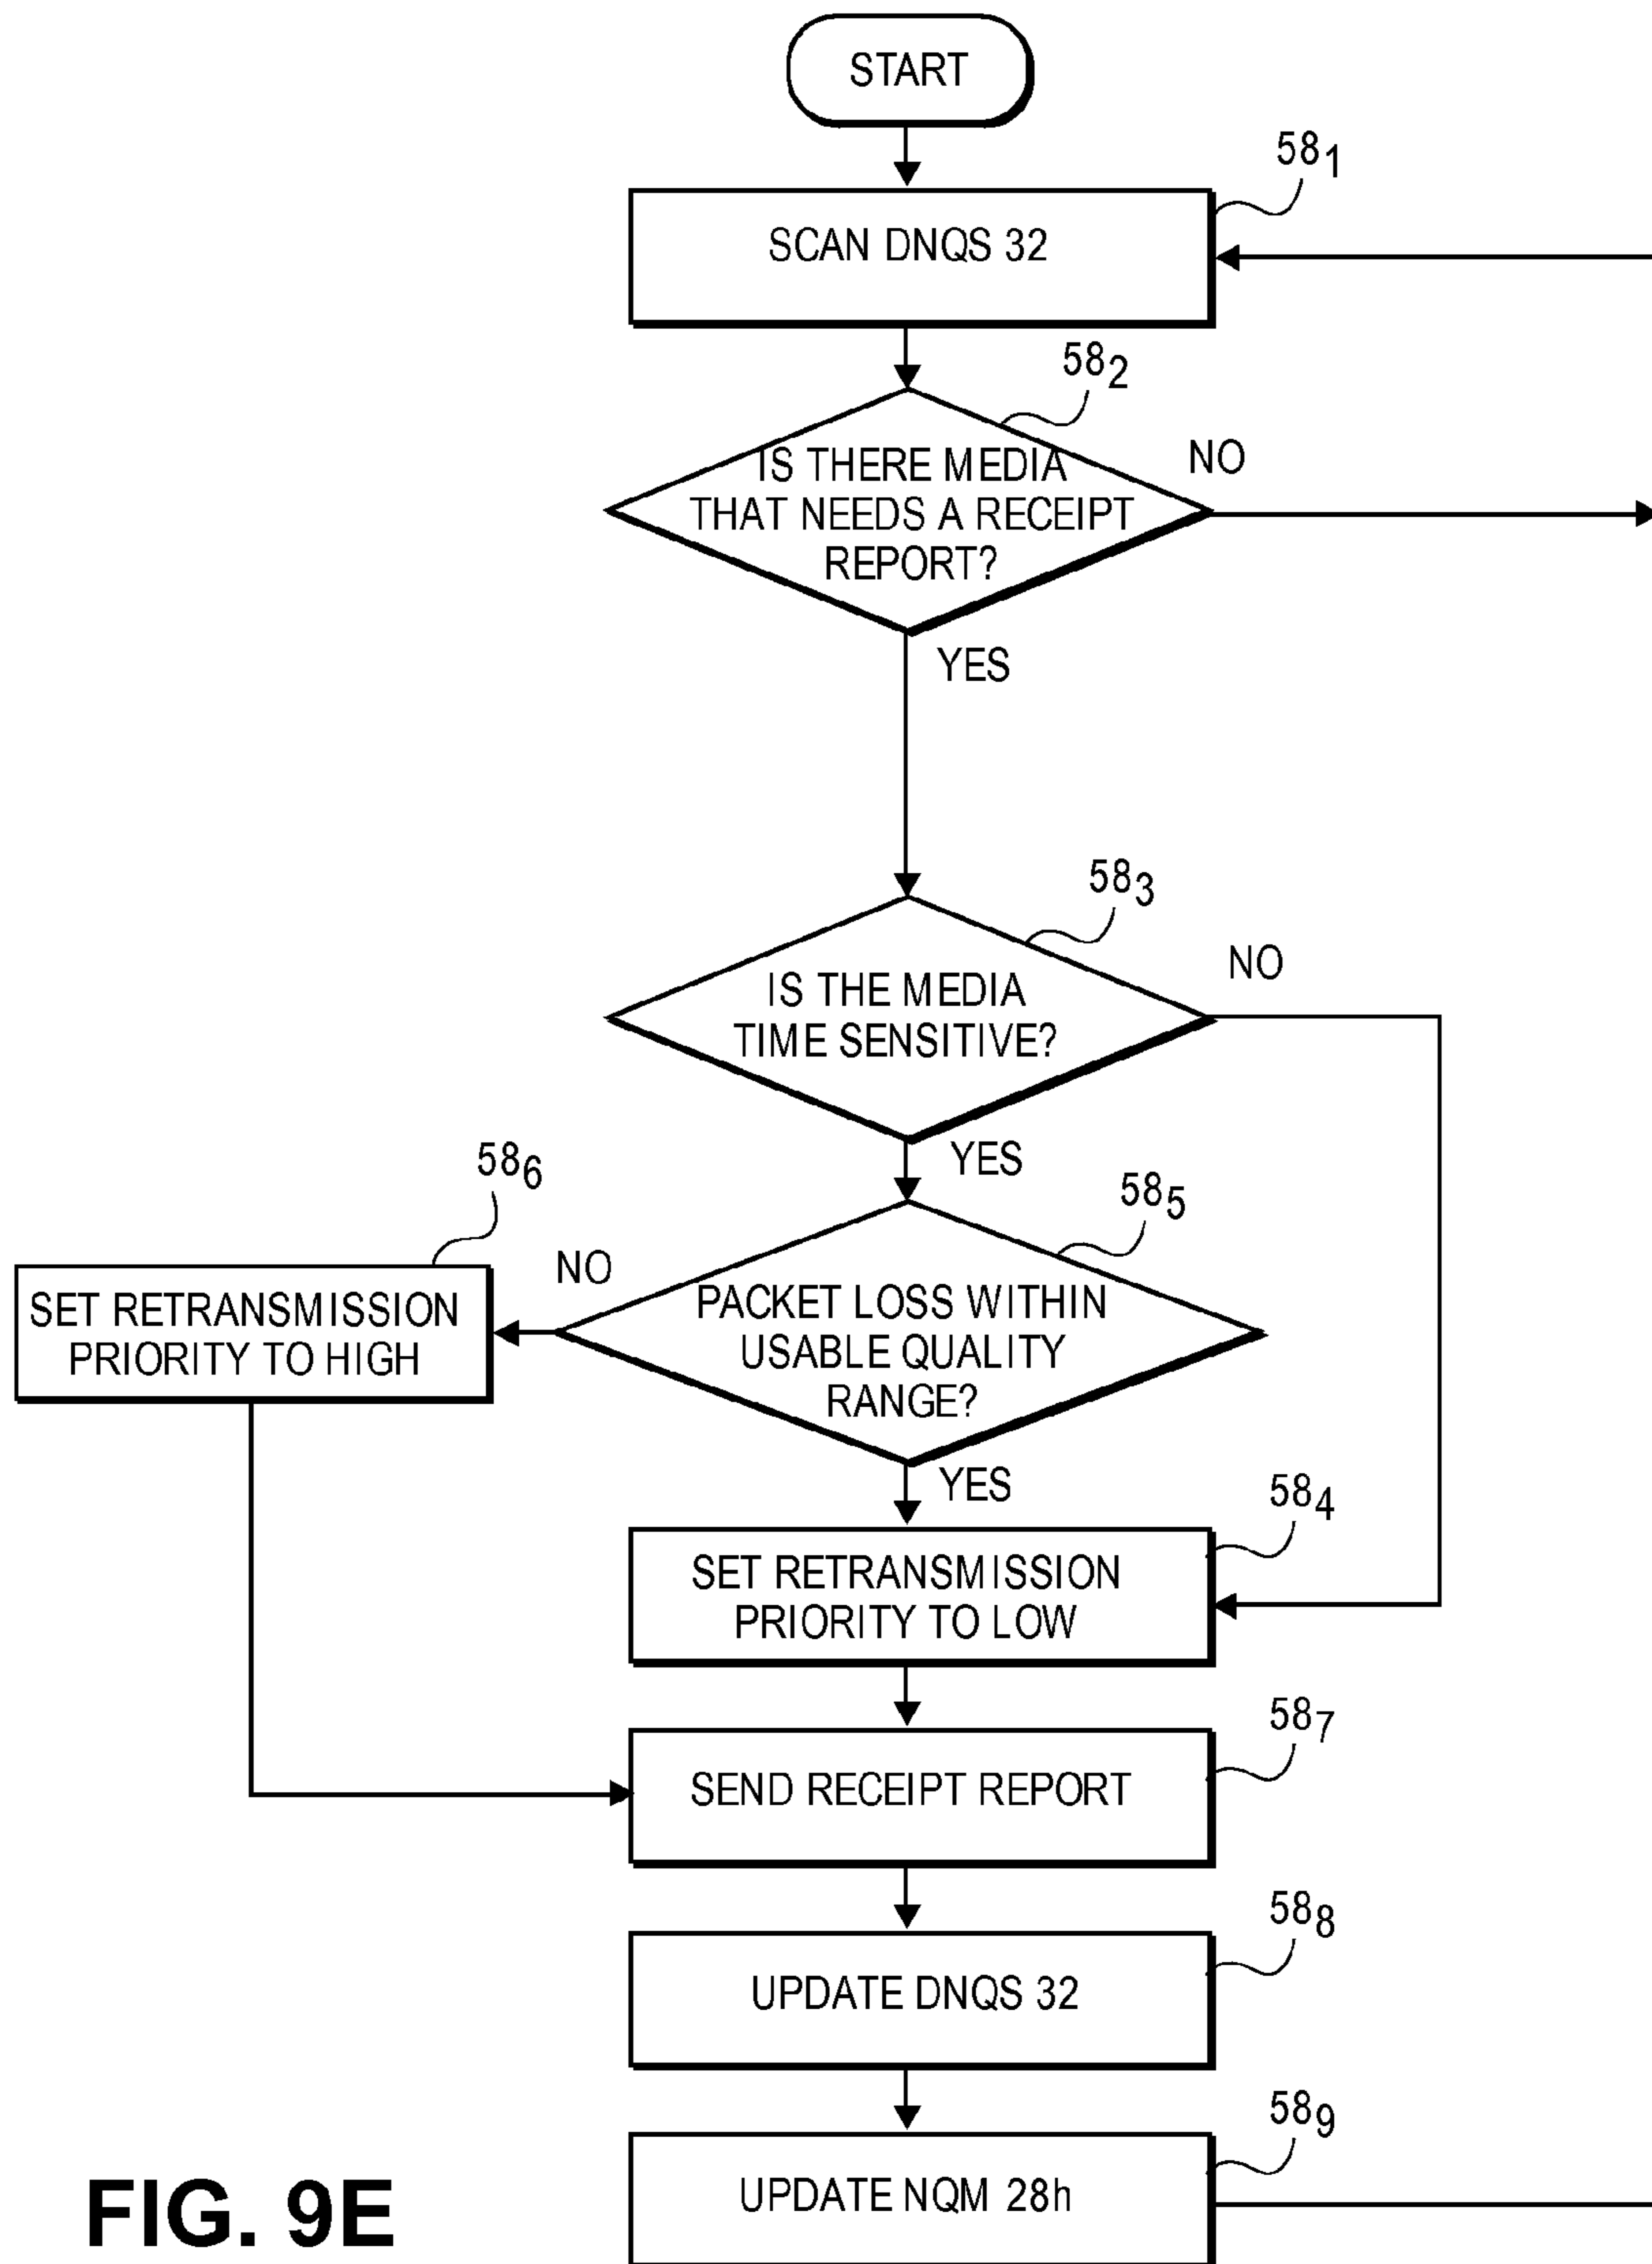 START
58₁
SCAN DNQS 32
58₂
IS THERE MEDIA
THAT NEEDS A RECEIPT
REPORT?
NO
YES
58₃
IS THE MEDIA
TIME SENSITIVE?
NO
YES
58₆
SET RETRANSMISSION
PRIORITY TO HIGH
NO
58₅
PACKET LOSS WITHIN
USABLE QUALITY
RANGE?
YES
58₄
SET RETRANSMISSION
PRIORITY TO LOW
58₇
SEND RECEIPT REPORT
58₈
UPDATE DNQS 32
58₉
UPDATE NQM 28h
FIG. 9E